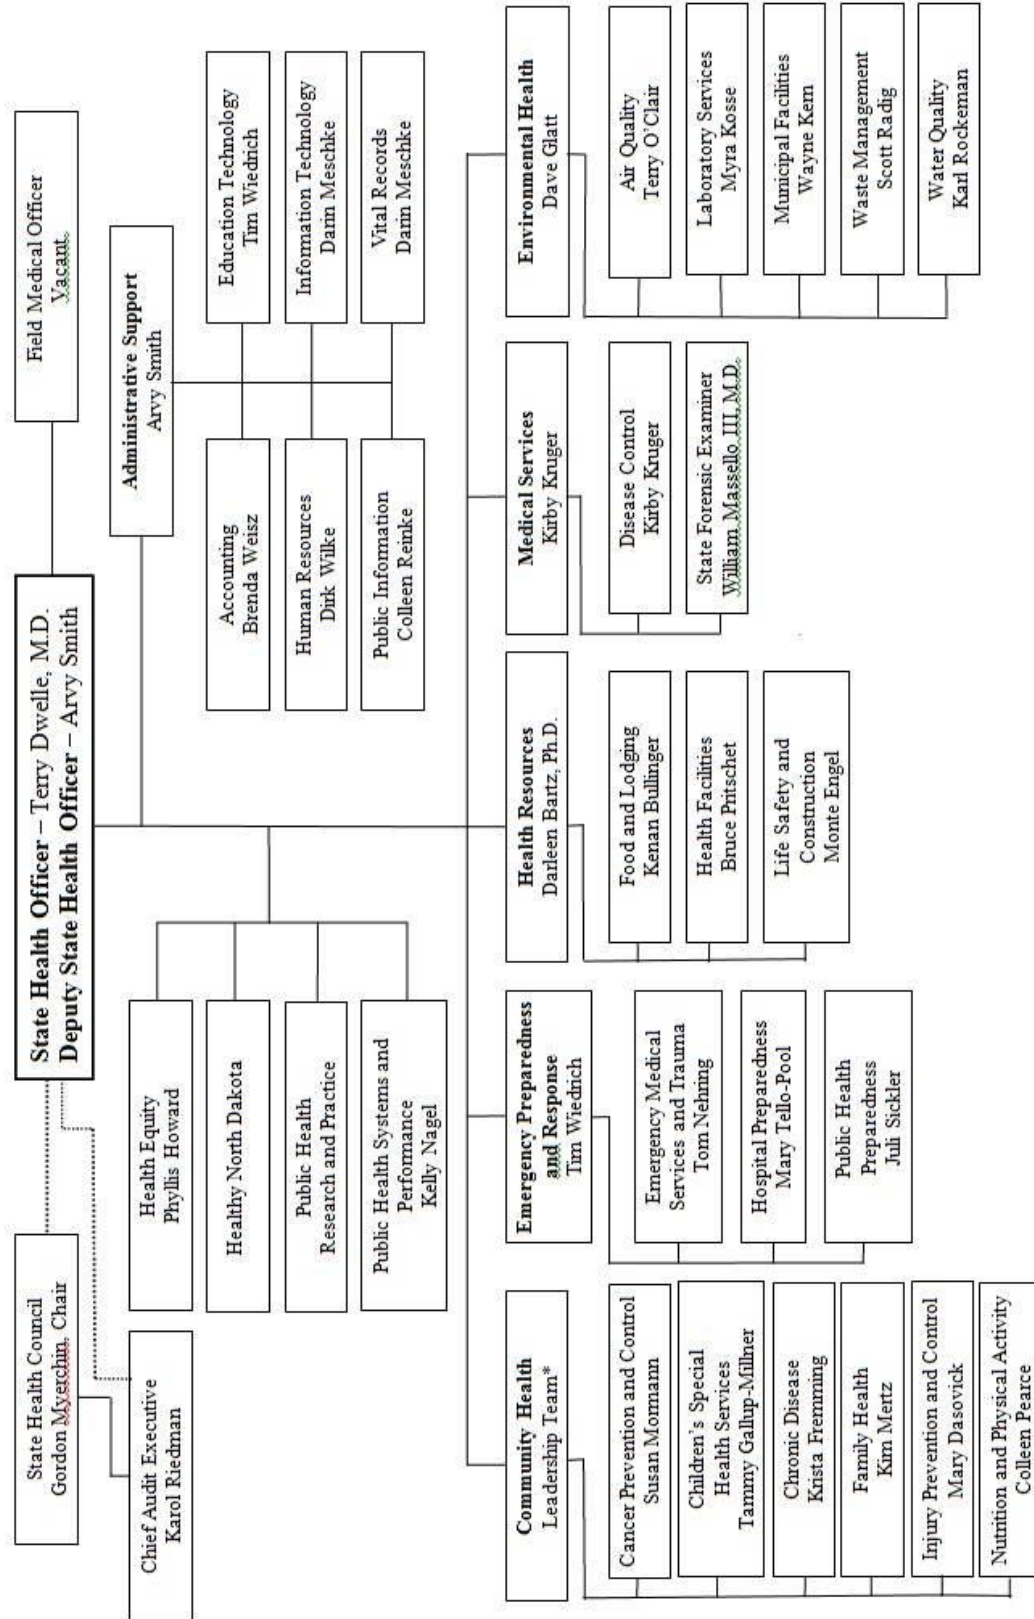 State Health Council
Gordon Myerchin, Chair
State Health Officer – Terry Dwelle, M.D.
Deputy State Health Officer – Arvy Smith
Field Medical Officer
Vacant
Chief Audit Executive
Karol Riedman
Administrative Support
Arvy Smith
Health Equity
Phyllis Howard
Healthy North Dakota
Public Health
Research and Practice
Public Health Systems and
Performance
Kelly Nagel
Accounting
Brenda Weisz
Human Resources
Dirk Wilke
Public Information
Colleen Reinke
Education Technology
Tim Wiedrich
Information Technology
Darin Meschke
Vital Records
Darin Meschke
Community Health
Leadership Team*
Cancer Prevention and Control
Susan Mormann
Children's Special
Health Services
Tammy Gallup-Millner
Chronic Disease
Krista Fremming
Family Health
Kim Mertz
Injury Prevention and Control
Mary Dasovick
Nutrition and Physical Activity
Colleen Pearce
Emergency Preparedness
and Response
Tim Wiedrich
Emergency Medical
Services and Trauma
Tom Nehring
Hospital Preparedness
Mary Tello-Pool
Public Health
Preparedness
Juli Sickler
Health Resources
Darleen Bartz, Ph.D.
Food and Lodging
Kenan Bullinger
Health Facilities
Bruce Pritschet
Life Safety and
Construction
Monte Engel
Medical Services
Kirby Kruger
Disease Control
Kirby Kruger
State Forensic Examiner
William Massello III, M.D.
Environmental Health
Dave Glatt
Air Quality
Terry O'Clair
Laboratory Services
Myra Kosse
Municipal Facilities
Wayne Kern
Waste Management
Scott Radig
Water Quality
Karl Rockeman